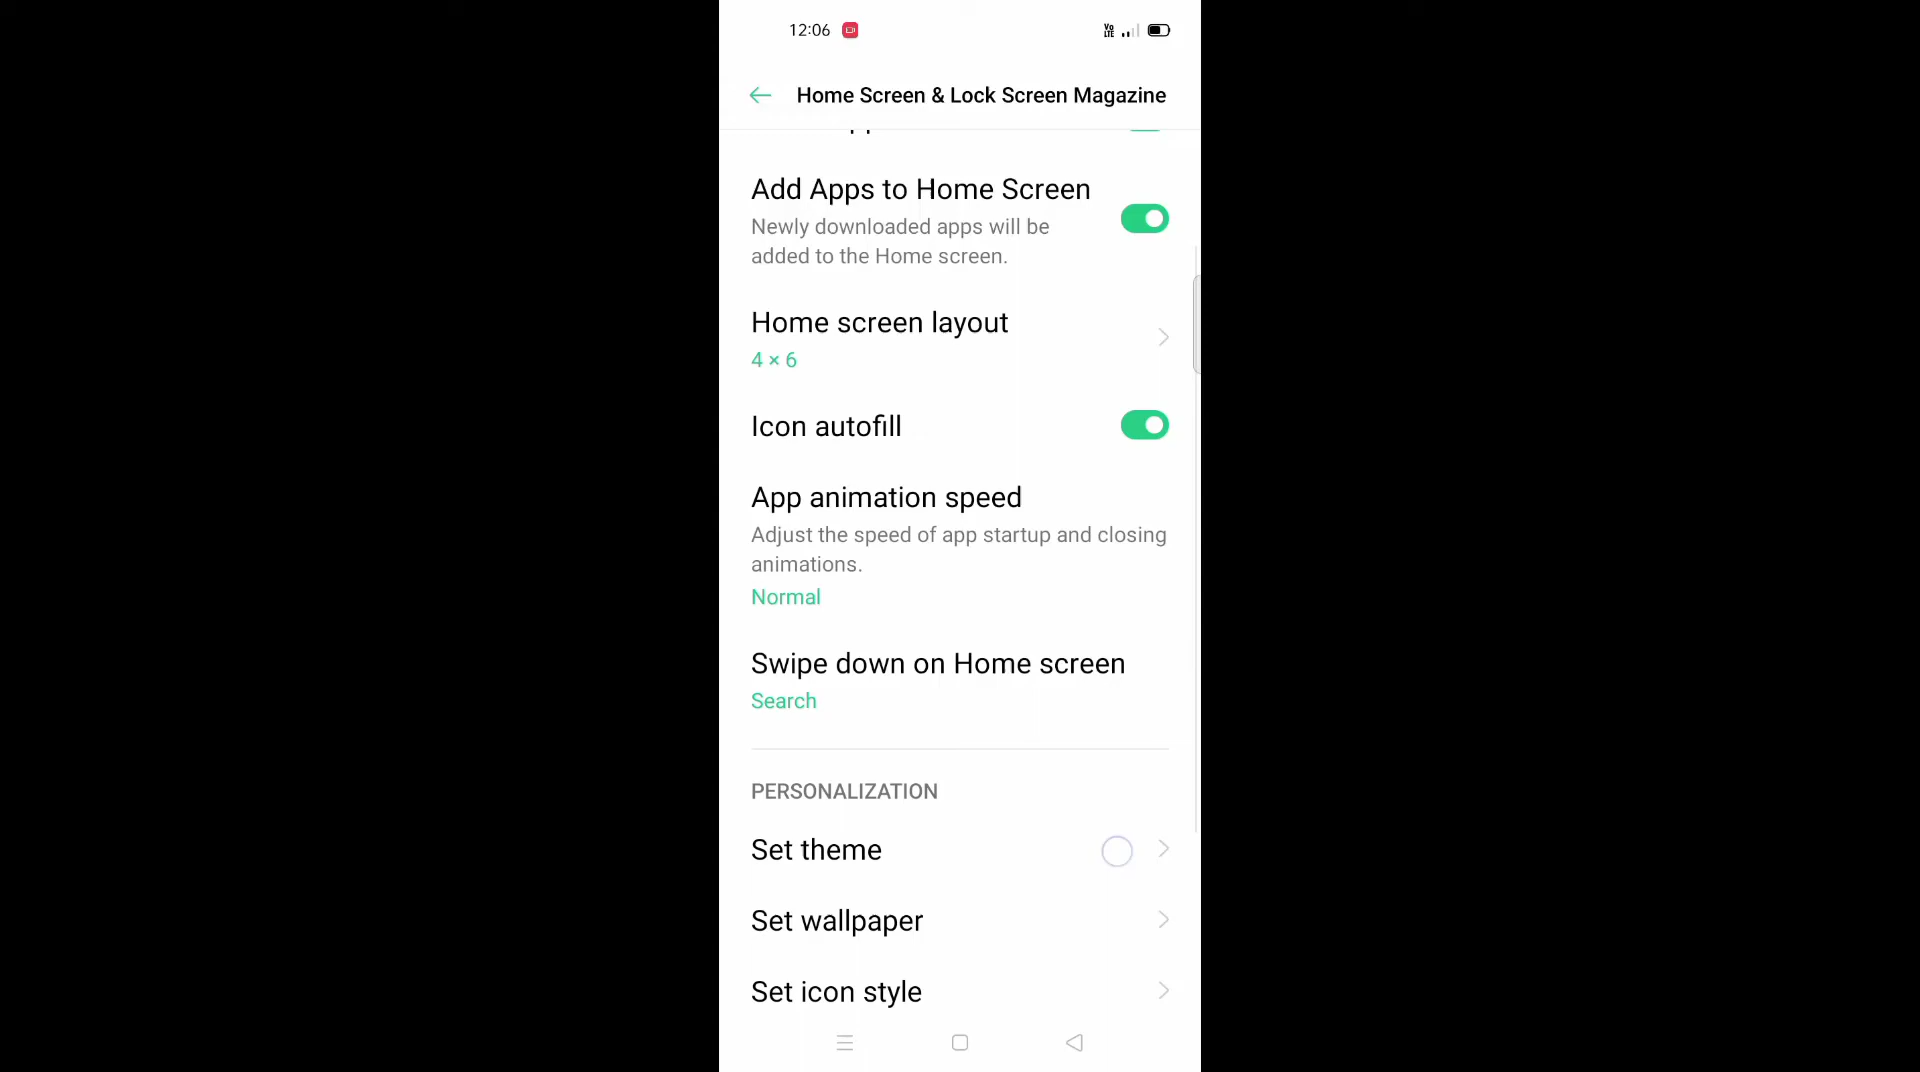 12:06
Vo LTE
Home Screen & Lock Screen Magazine
Add Apps to Home Screen
Newly downloaded apps will be
added to the Home screen.
Home screen layout
4 × 6
Icon autofill
App animation speed
Adjust the speed of app startup and closing
animations.
Normal
Swipe down on Home screen
Search
PERSONALIZATION
Set theme
Set wallpaper
Set icon style